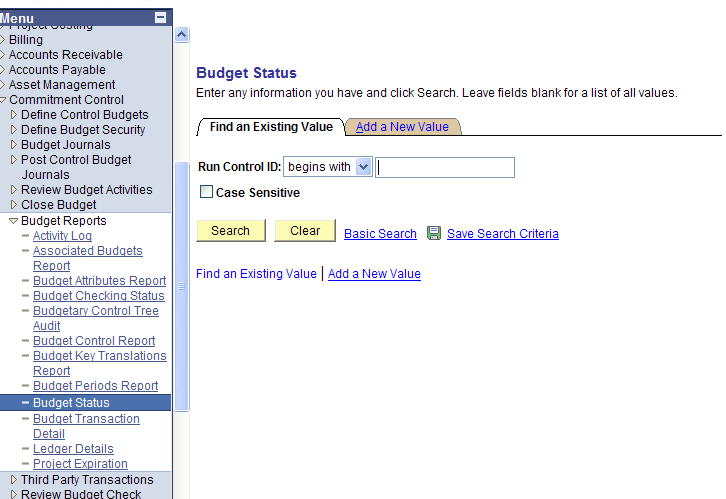 Menu
Project Costing
Billing
Accounts Receivable
Accounts Payable
Asset Management
Commitment Control
Define Control Budgets
Define Budget Security
Budget Journals
Post Control Budget
Journals
Review Budget Activities
Close Budget
Budget Reports
Activity Log
Associated Budgets
Report
Budget Attributes Report
Budget Checking Status
Budgetary Control Tree
Audit
Budget Control Report
Budget Key Translations
Report
Budget Periods Report
Budget Status
Budget Transaction
Detail
Ledger Details
Project Expiration
Third Party Transactions
Review Budget Check
Budget Status
Enter any information you have and click Search. Leave fields blank for a list of all values.
Find an Existing Value Add a New Value
Run Control ID: begins with
Case Sensitive
Search Clear Basic Search Save Search Criteria
Find an Existing Value | Add a New Value